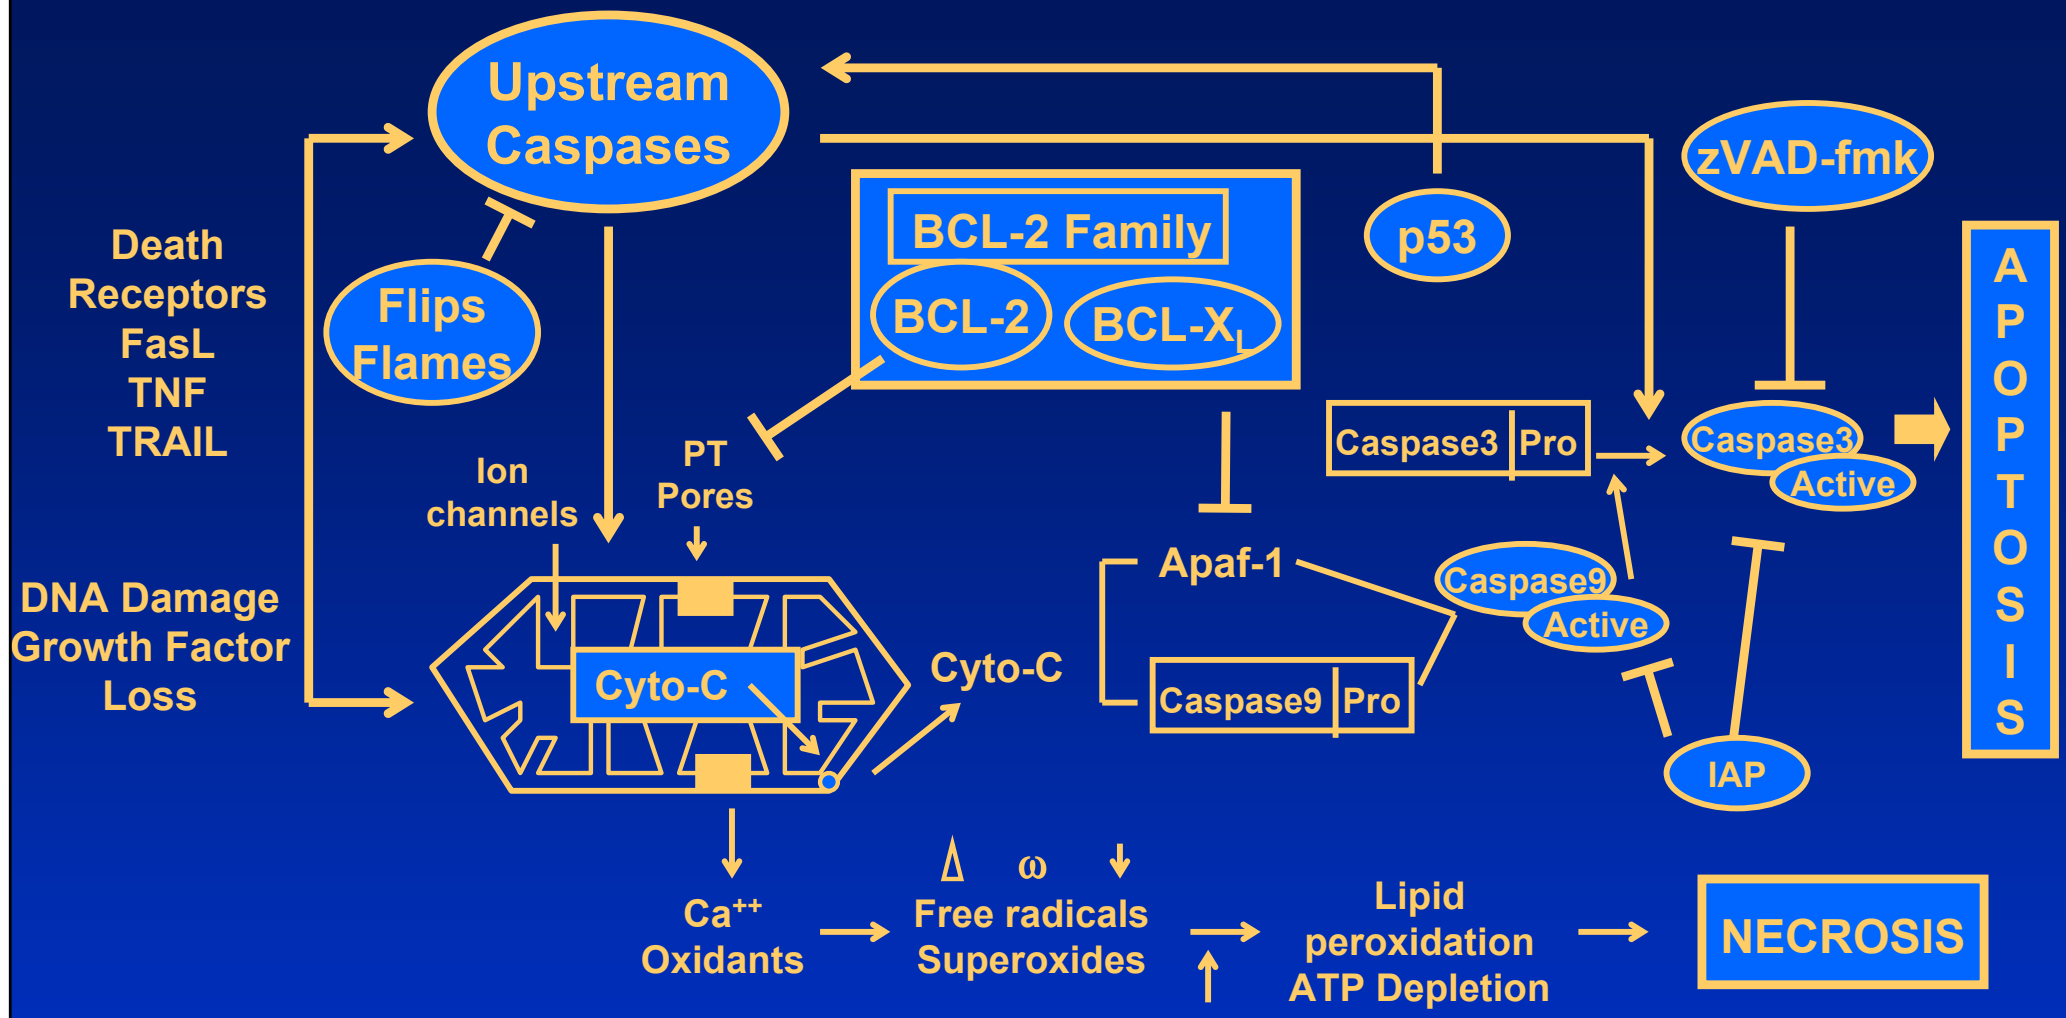 Upstream
Caspases
zVAD-fmk
BCL-2 Family
p53
Death
Receptors
FasL
TNF
TRAIL
Flips
Flames
BCL-2
BCL-XL
A
P
O
P
T
O
S
I
S
PT
Pores
Ion
channels
Caspase3 Pro
Caspase3
Active
Apaf-1
Caspase9
Active
DNA Damage
Growth Factor
Loss
Cyto-C
Cyto-C
Caspase9 Pro
IAP
Δ ω
Ca++
Oxidants
Free radicals
Superoxides
Lipid
peroxidation
ATP Depletion
NECROSIS